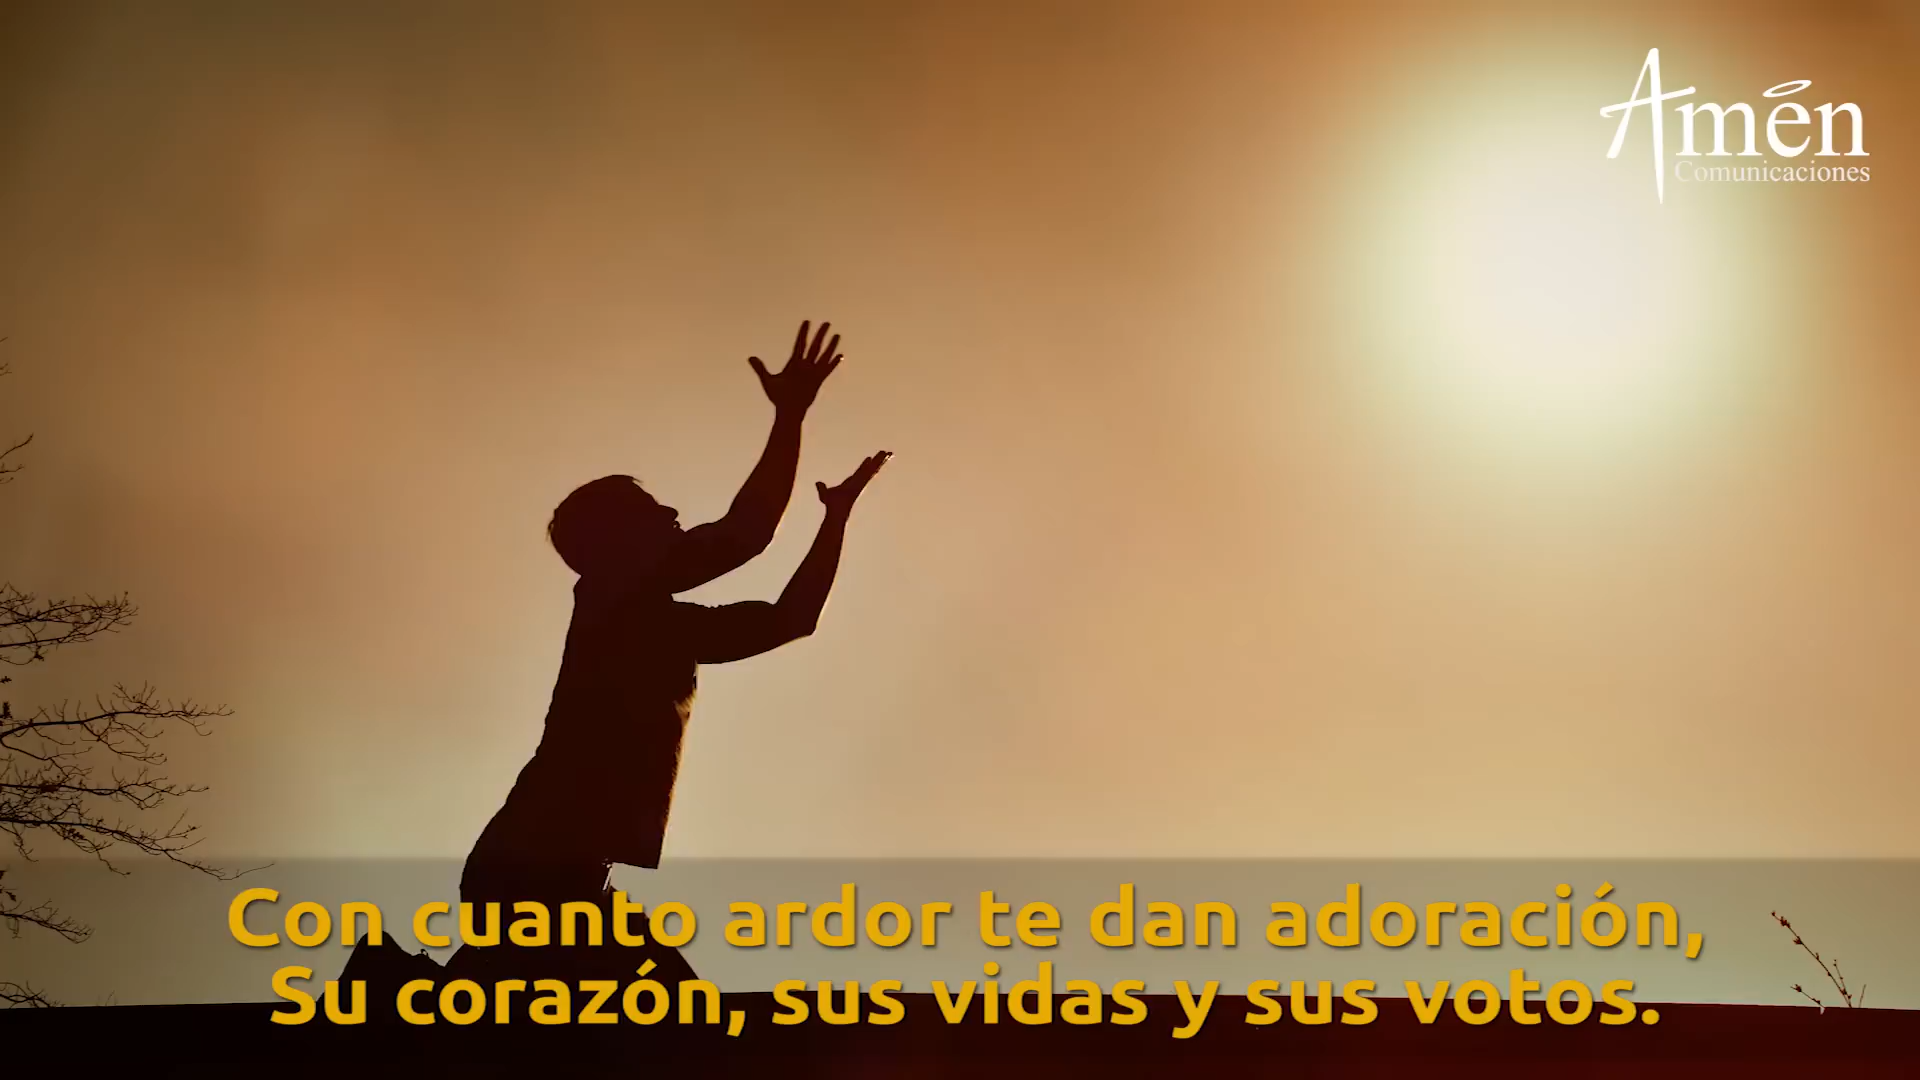 Amén
Comunicaciones
Con cuanto ardor te dan adoración,
Su corazón, sus vidas y sus votos.